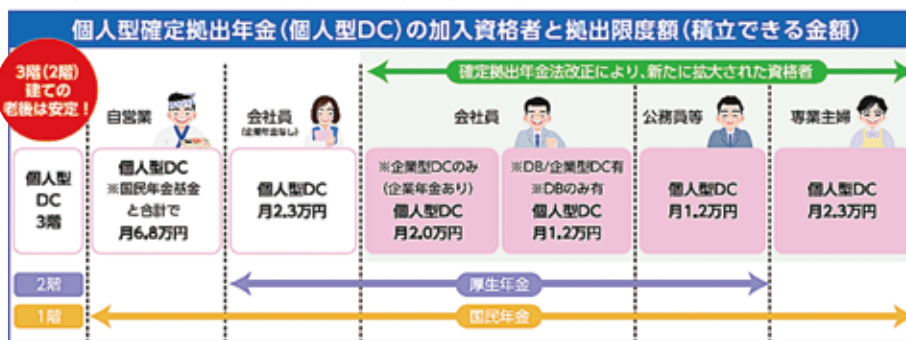 個人型確定拠出年金(個人型DC)の加入資格者と拠出限度額(積立できる金額)
3階(2階)
建ての
老後は安定!
確定拠出年金法改正により、新たに拡大された資格者
自営業
会社員
(企業年金なし)
会社員
公務員等
専業主婦
個人型
DC
3階
個人型DC
※国民年金基金
と合計で
月6.8万円
個人型DC
月2.3万円
※企業型DCのみ
(企業年金あり)
個人型DC
月2.0万円
※DB/企業型DC有
※DBのみ有
個人型DC
月1.2万円
個人型DC
月1.2万円
個人型DC
月2.3万円
2階
厚生年金
1階
国民年金